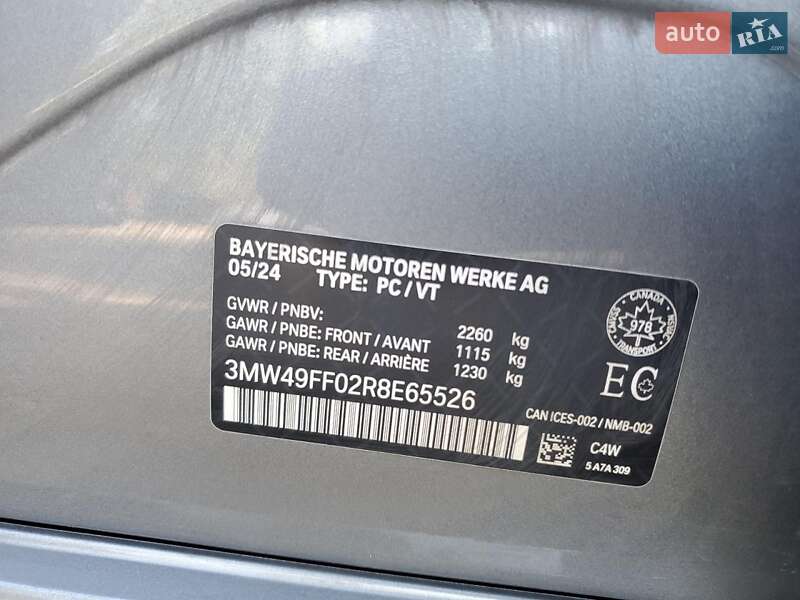 auto RIA.com
BAYERISCHE MOTOREN WERKE AG
05/24 TYPE: PC / VT
GVWR / PNBV: 2260 kg
GAWR / PNBE: FRONT / AVANT 1115 kg
GAWR / PNBE: REAR / ARRIÈRE 1230 kg
3MW49FF02R8E65526
CANADA
978
TRANSPORT
EC
CAN ICES-002 / NMB-002
C4W
5 A7A 309